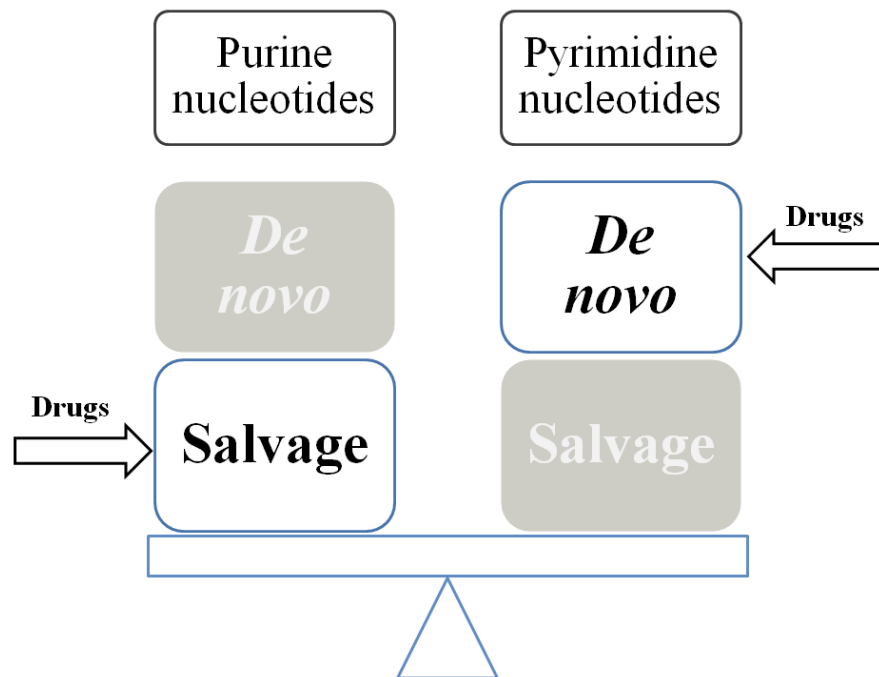 Purine
nucleotides
Pyrimidine
nucleotides
De
novo
De
novo
Drugs
Drugs
Salvage
Salvage